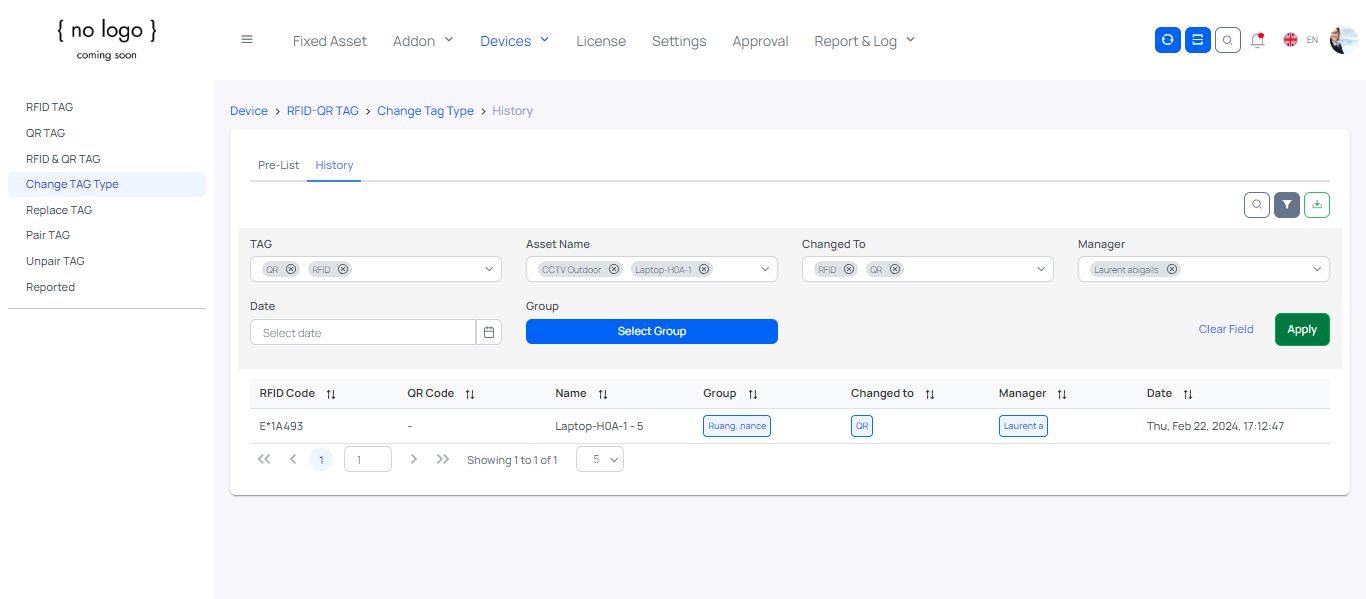 { no logo }
coming soon
Fixed Asset Addon Devices License Settings Approval Report & Log EN
RFID TAG
QR TAG
RFID & QR TAG
Change TAG Type
Replace TAG
Pair TAG
Unpair TAG
Reported
Device > RFID-QR TAG > Change Tag Type > History
Pre-List History
TAG Asset Name Changed To Manager
QR RFID CCTV Outdoor Laptop-H0A-1 RFID QR Laurent abigails
Date Group
Select date Select Group Clear Field Apply
RFID Code QR Code Name Group Changed to Manager Date
E*1A493 - Laptop-H0A-1 - 5 Ruang..nance QR Laurent a Thu, Feb 22, 2024, 17:12:47
1 1 Showing 1 to 1 of 1 5